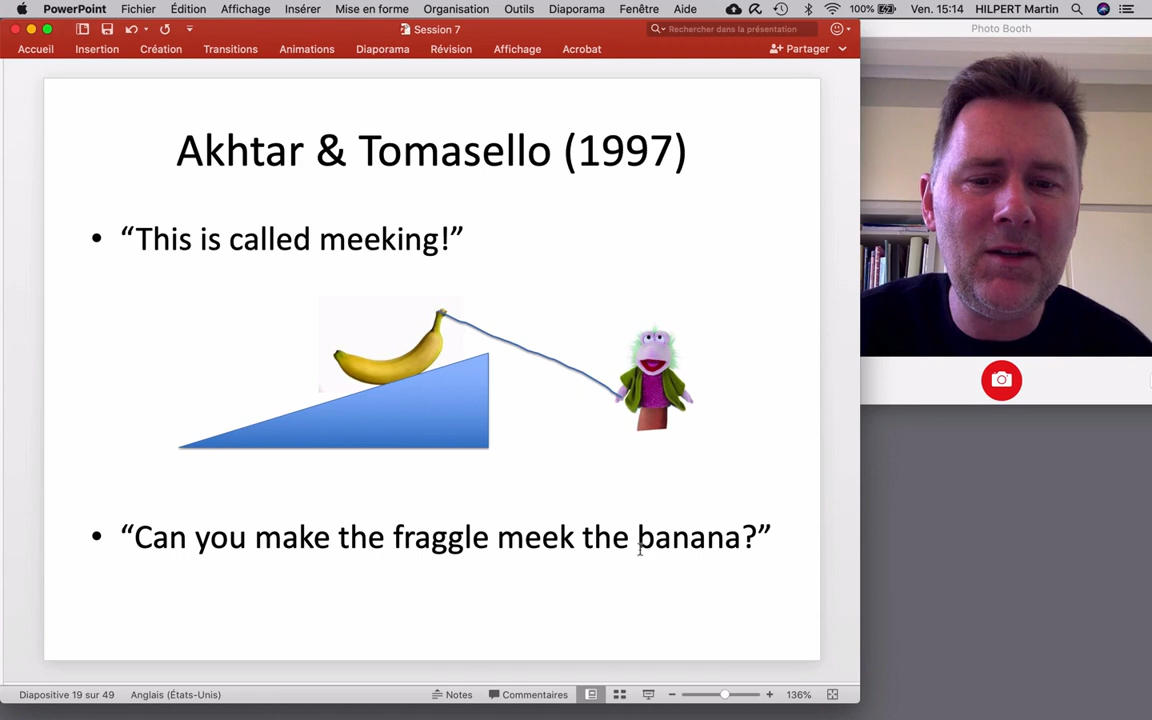 PowerPoint Fichier Édition Affichage Insérer Mise en forme Organisation Outils Diaporama Fenêtre Aide 100% Ven. 15:14 HILPERT Martin
Session 7
Rechercher dans la présentation
Photo Booth
Accueil Insertion Création Transitions Animations Diaporama Révision Affichage Acrobat Partager
Akhtar & Tomasello (1997)
• “This is called meeking!”
• “Can you make the fraggle meek the banana?”
Diapositive 19 sur 49 Anglais (États-Unis) Notes Commentaires 136%